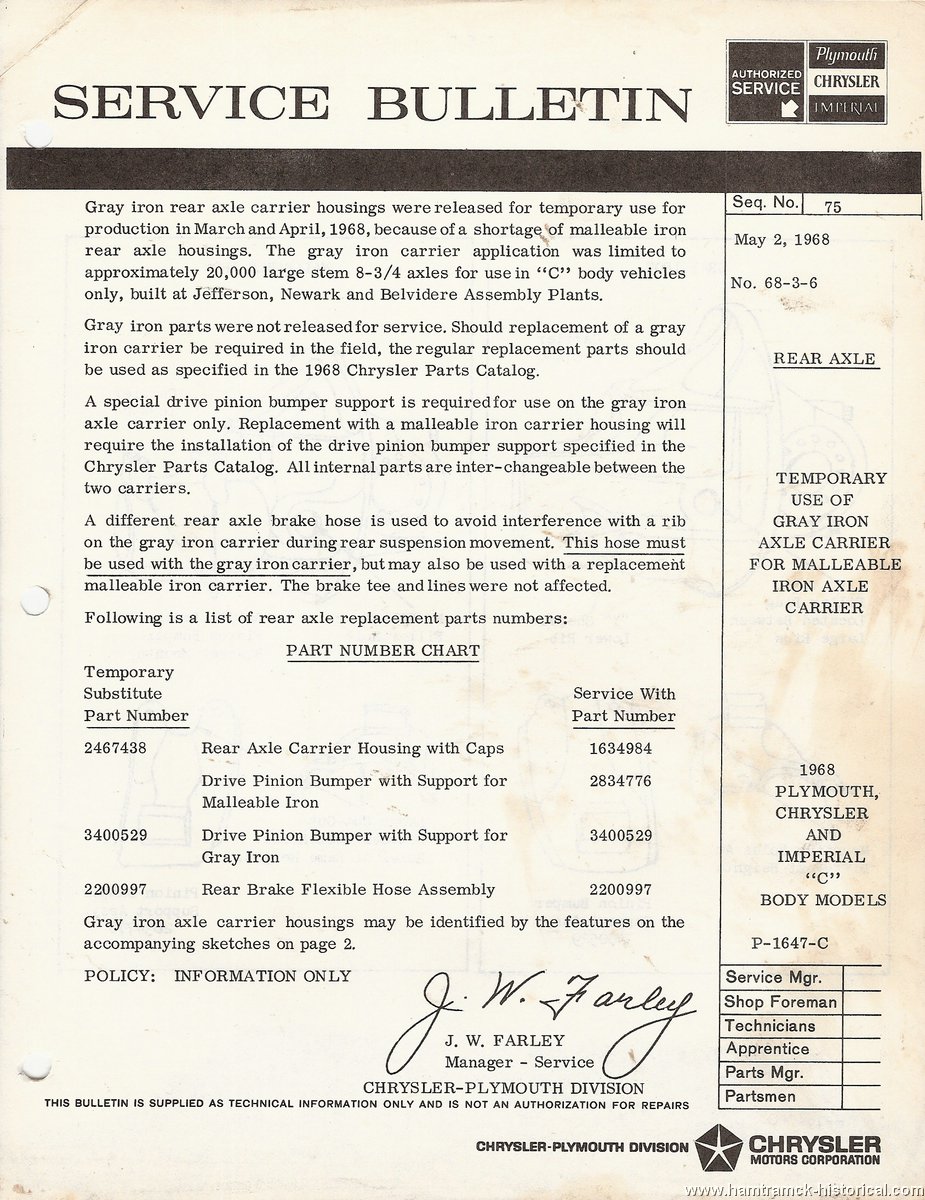 SERVICE BULLETIN
AUTHORIZED
SERVICE
Plymouth
CHRYSLER
IMPERIAL
Gray iron rear axle carrier housings were released for temporary use for
production in March and April, 1968, because of a shortage of malleable iron
rear axle housings. The gray iron carrier application was limited to
approximately 20,000 large stem 8-3/4 axles for use in “C” body vehicles
only, built at Jefferson, Newark and Belvidere Assembly Plants.
Gray iron parts were not released for service. Should replacement of a gray
iron carrier be required in the field, the regular replacement parts should
be used as specified in the 1968 Chrysler Parts Catalog.
A special drive pinion bumper support is required for use on the gray iron
axle carrier only. Replacement with a malleable iron carrier housing will
require the installation of the drive pinion bumper support specified in the
Chrysler Parts Catalog. All internal parts are inter-changeable between the
two carriers.
A different rear axle brake hose is used to avoid interference with a rib
on the gray iron carrier during rear suspension movement. This hose must
be used with the gray iron carrier, but may also be used with a replacement
malleable iron carrier. The brake tee and lines were not affected.
Following is a list of rear axle replacement parts numbers:
PART NUMBER CHART
Temporary
Substitute
Part Number
Service With
Part Number
2467438 Rear Axle Carrier Housing with Caps 1634984
Drive Pinion Bumper with Support for 2834776
Malleable Iron
3400529 Drive Pinion Bumper with Support for 3400529
Gray Iron
2200997 Rear Brake Flexible Hose Assembly 2200997
Gray iron axle carrier housings may be identified by the features on the
accompanying sketches on page 2.
POLICY: INFORMATION ONLY
J. W. Farley
J. W. FARLEY
Manager - Service
CHRYSLER-PLYMOUTH DIVISION
THIS BULLETIN IS SUPPLIED AS TECHNICAL INFORMATION ONLY AND IS NOT AN AUTHORIZATION FOR REPAIRS
Seq. No. 75
May 2, 1968
No. 68-3-6
REAR AXLE
TEMPORARY
USE OF
GRAY IRON
AXLE CARRIER
FOR MALLEABLE
IRON AXLE
CARRIER
1968
PLYMOUTH,
CHRYSLER
AND
IMPERIAL
“C”
BODY MODELS
P-1647-C
Service Mgr.
Shop Foreman
Technicians
Apprentice
Parts Mgr.
Partsmen
CHRYSLER-PLYMOUTH DIVISION
CHRYSLER
MOTORS CORPORATION
www.hamtramck-historical.com